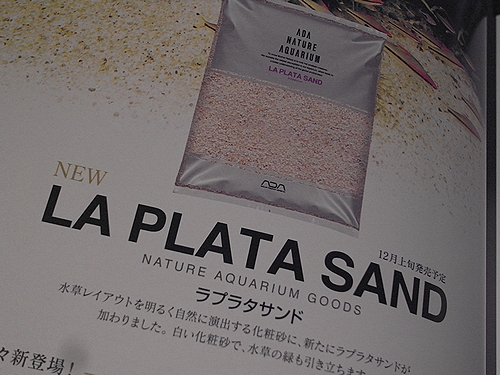 ADA
NATURE
AQUARIUM
LA PLATA SAND
ADA
NEW
LA PLATA SAND
12月上旬発売予定
NATURE AQUARIUM GOODS
ラプラタサンド
水草レイアウトを明るく自然に演出する化粧砂に、新たにラプラタサンドが
加わりました。白い化粧砂で、水草の緑も引き立ちます
々新登場!